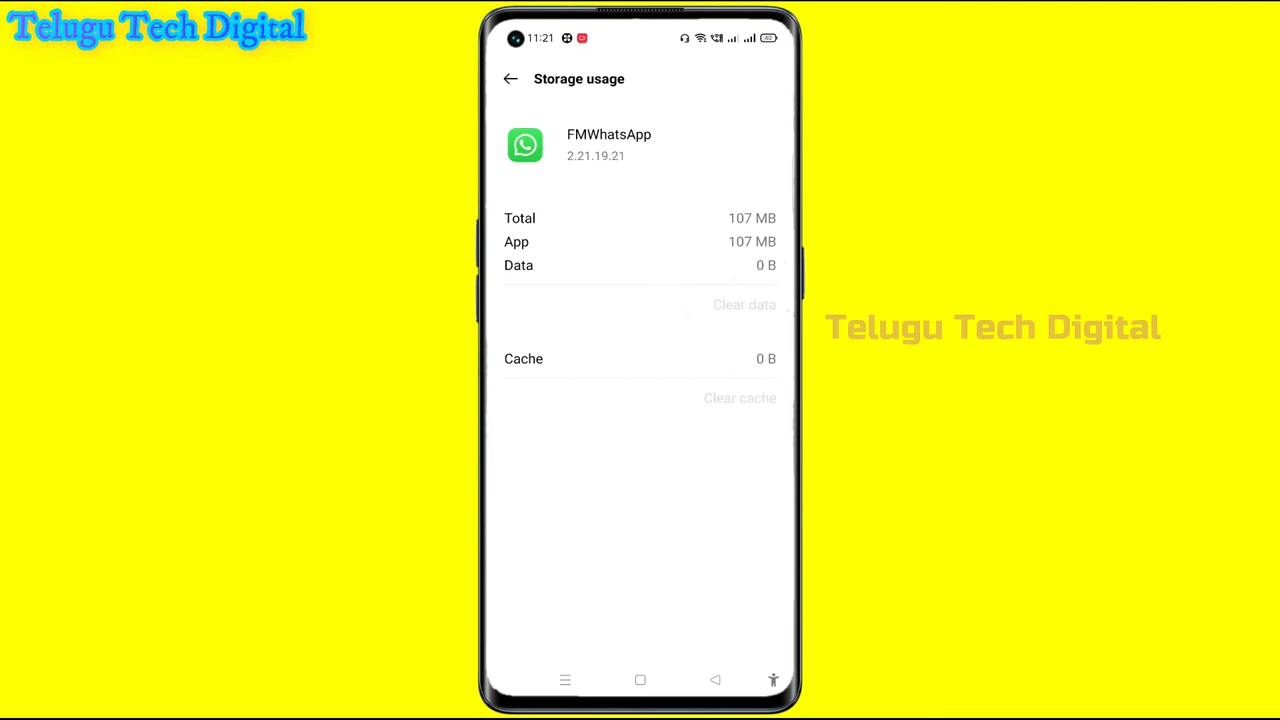 Telugu Tech Digital
11:21
62
Storage usage
FMWhatsApp
2.21.19.21
Total 107 MB
App 107 MB
Data 0 B
Clear data
Telugu Tech Digital
Cache 0 B
Clear cache